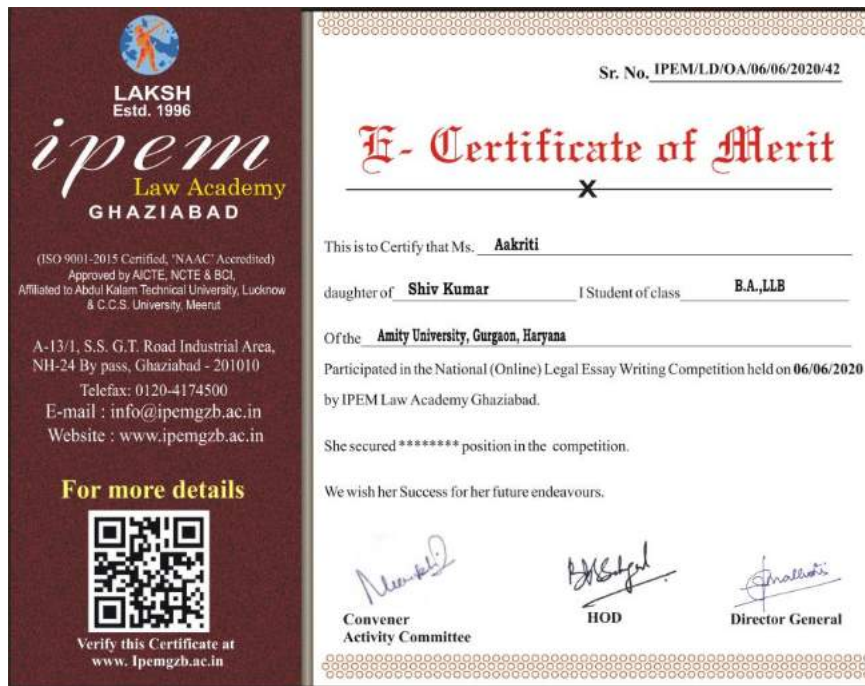 LAKSH
Estd. 1996
ipem
Law Academy
GHAZIABAD
(ISO 9001-2015 Certified, 'NAAC' Accredited)
Approved by AICTE, NCTE & BCI,
Affiliated to Abdul Kalam Technical University, Lucknow
& C.C.S. University, Meerut
A-13/1, S.S. G.T. Road Industrial Area,
NH-24 By pass, Ghaziabad - 201010
Telefax: 0120-4174500
E-mail : info@ipemgzb.ac.in
Website : www.ipemgzb.ac.in
For more details
Verify this Certificate at
www. Ipemgzb.ac.in
Sr. No. IPEM/LD/OA/06/06/2020/42
E- Certificate of Merit
X
This is to Certify that Ms. Aakriti
daughter of Shiv Kumar I Student of class B.A.,LLB
Of the Amity University, Gurgaon, Haryana
Participated in the National (Online) Legal Essay Writing Competition held on 06/06/2020
by IPEM Law Academy Ghaziabad.
She secured ******** position in the competition.
We wish her Success for her future endeavours.
Convener HOD Director General
Activity Committee